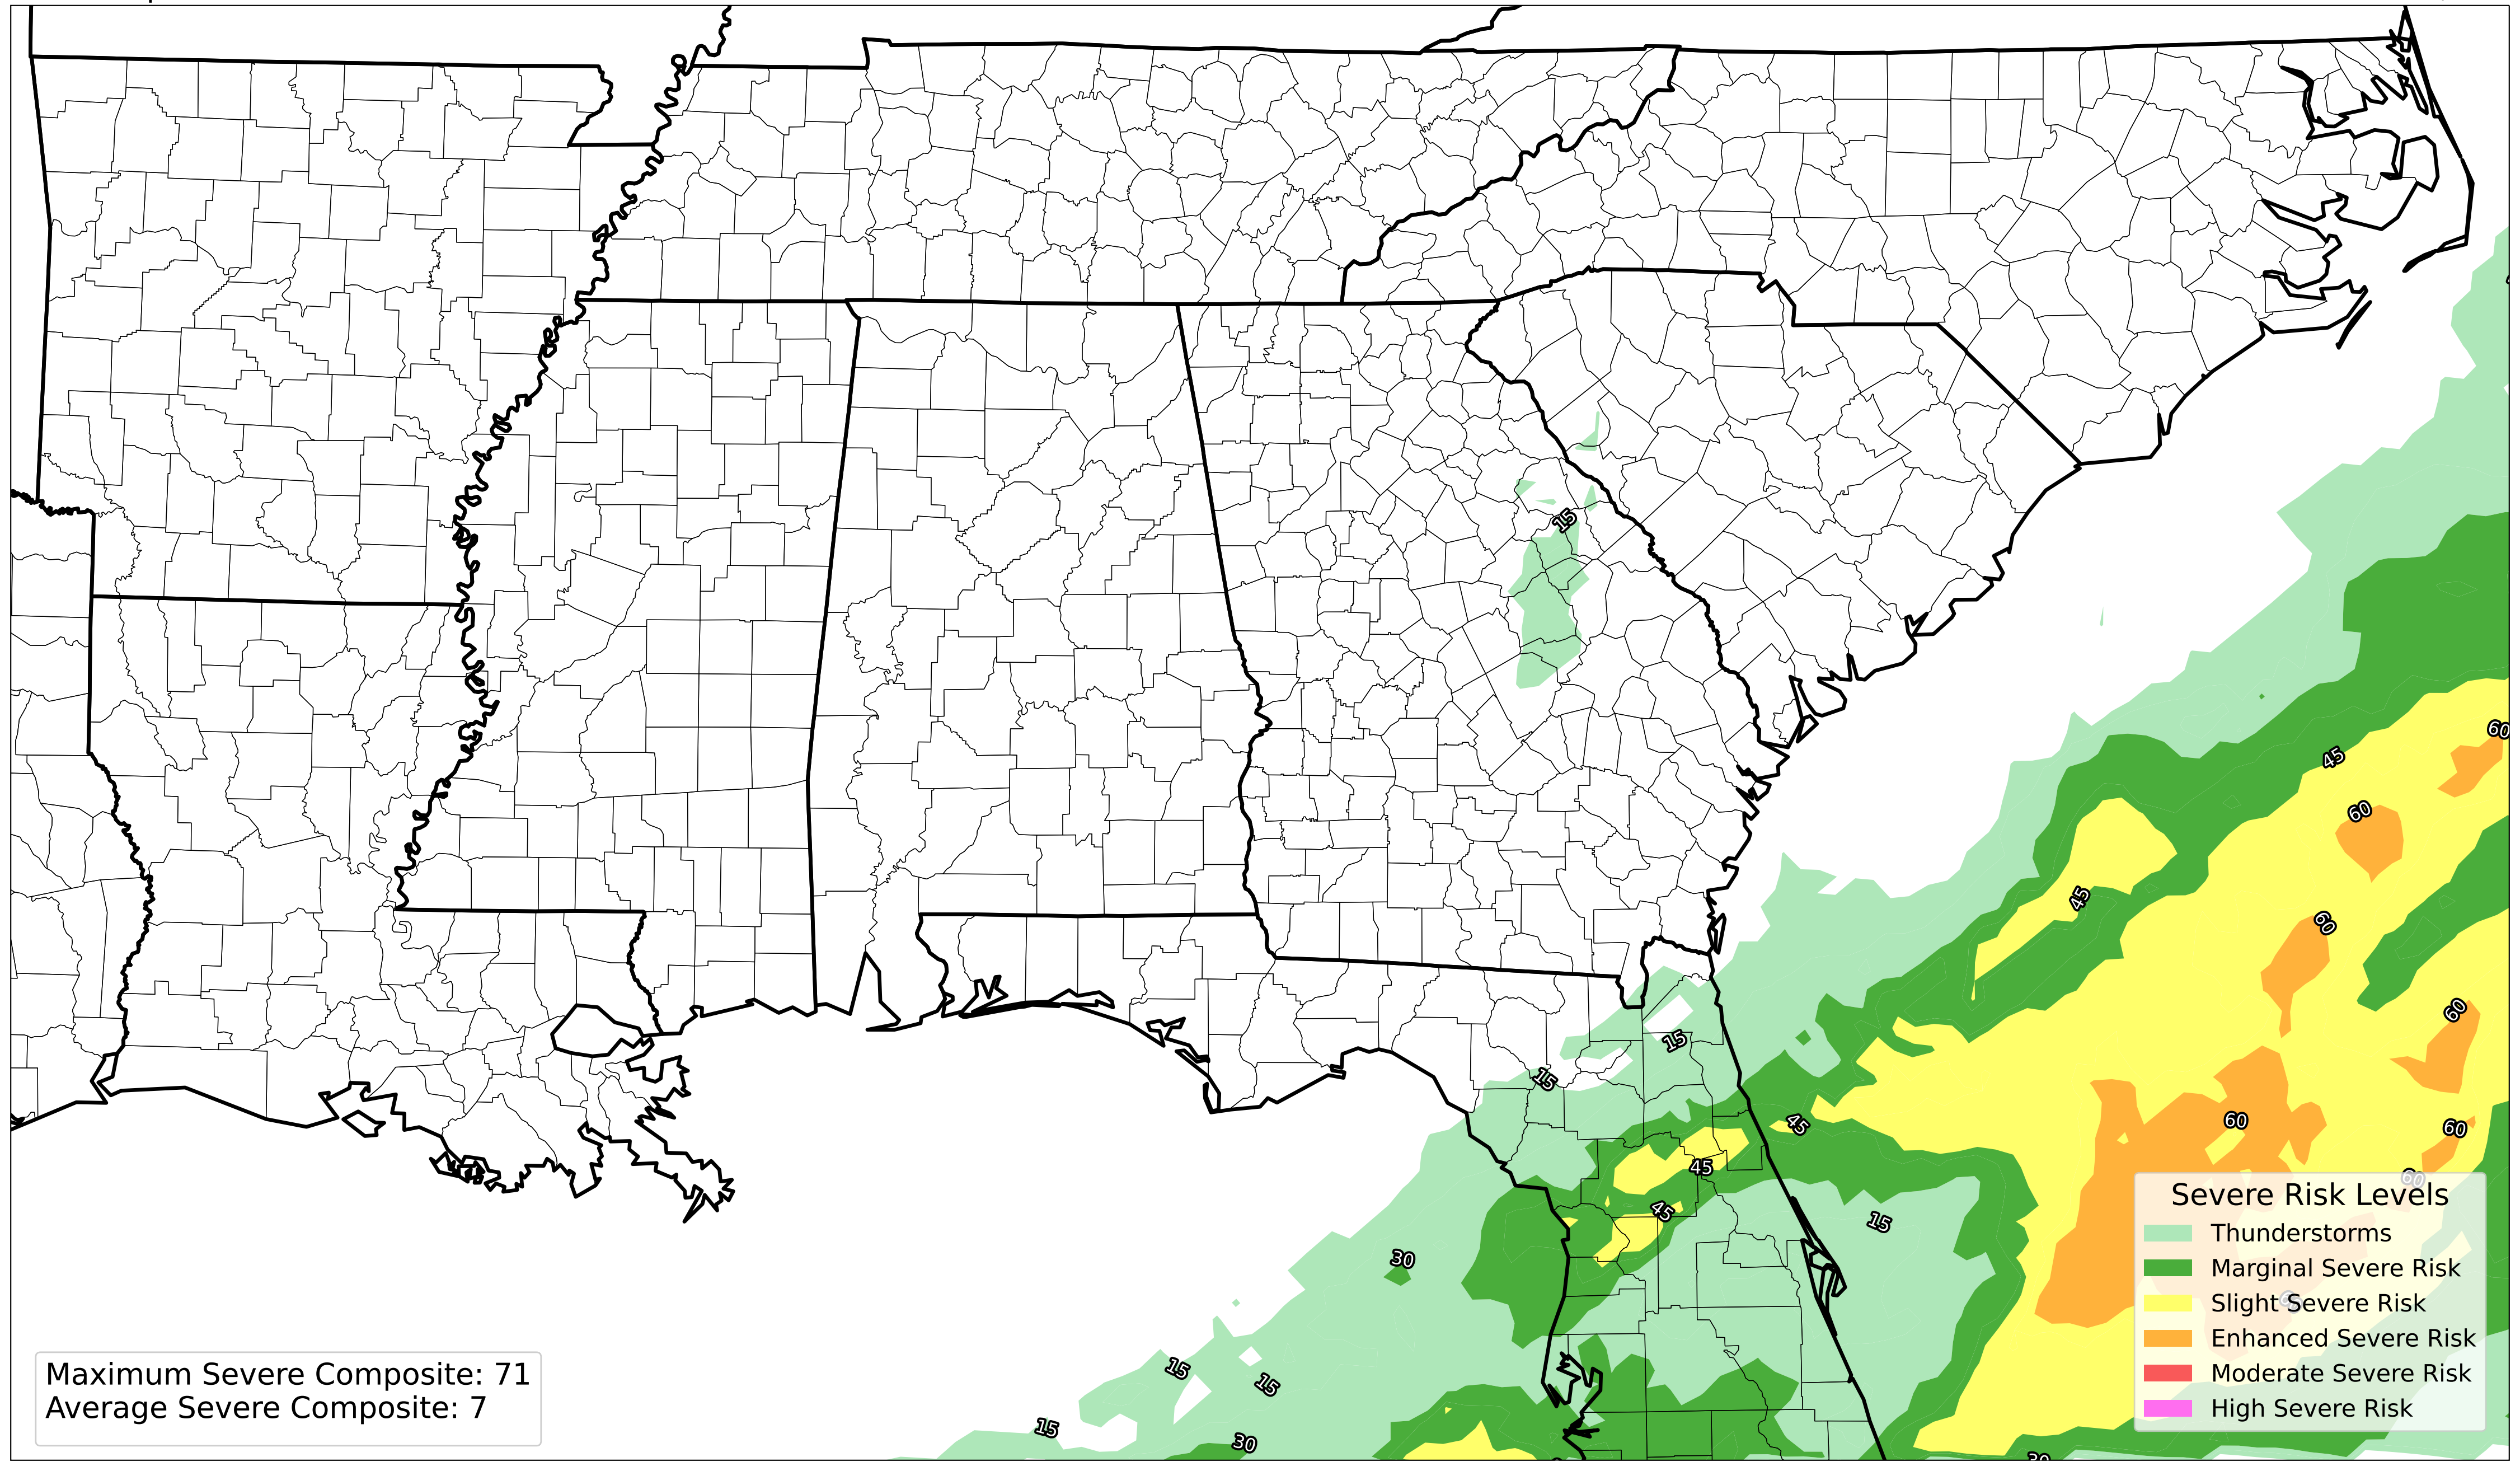 15
60
45
60
45
60
60
15
15
45
60
60
45
60
45
15
30
15
15
15
30
30
Severe Risk Levels
Thunderstorms
Marginal Severe Risk
Slight Severe Risk
Enhanced Severe Risk
Moderate Severe Risk
High Severe Risk
Maximum Severe Composite: 71
Average Severe Composite: 7